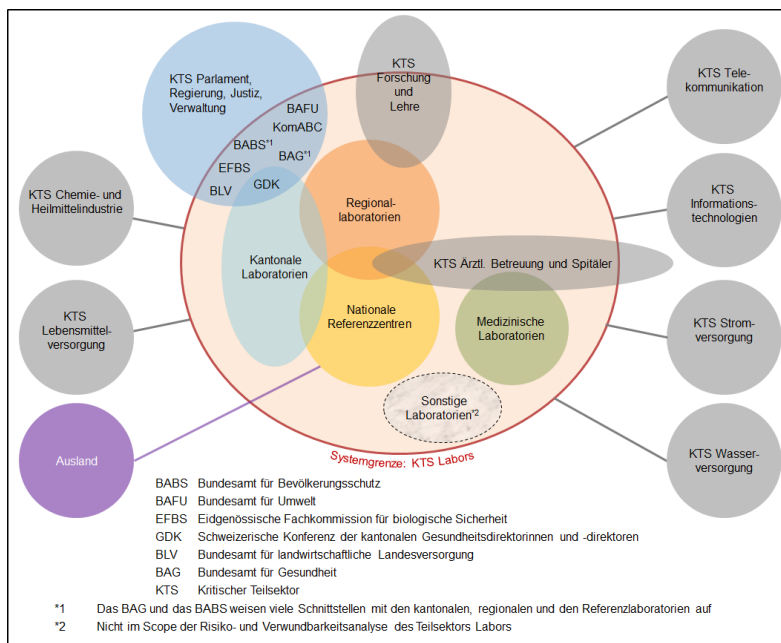 KTS Parlament,
Regierung, Justiz,
Verwaltung
BAFU
KomABC
BABS*1
BAG*1
EFBS
BLV
GDK
KTS
Forschung
und
Lehre
KTS Tele-
kommunikation
KTS Chemie- und
Heilmittelindustrie
Regional-
laboratorien
KTS
Informations-
technologien
Kantonale
Laboratorien
KTS Ärztl. Betreuung und Spitäler
KTS
Lebensmittel-
versorgung
Nationale
Referenzzentren
Medizinische
Laboratorien
KTS Strom-
versorgung
Sonstige
Laboratorien*2
Ausland
KTS Wasser-
versorgung
Systemgrenze: KTS Labors
BABS Bundesamt für Bevölkerungsschutz
BAFU Bundesamt für Umwelt
EFBS Eidgenössische Fachkommission für biologische Sicherheit
GDK Schweizerische Konferenz der kantonalen Gesundheitsdirektorinnen und -direktoren
BLV Bundesamt für landwirtschaftliche Landesversorgung
BAG Bundesamt für Gesundheit
KTS Kritischer Teilsektor
*1 Das BAG und das BABS weisen viele Schnittstellen mit den kantonalen, regionalen und den Referenzlaboratorien auf
*2 Nicht im Scope der Risiko- und Verwundbarkeitsanalyse des Teilsektors Labors